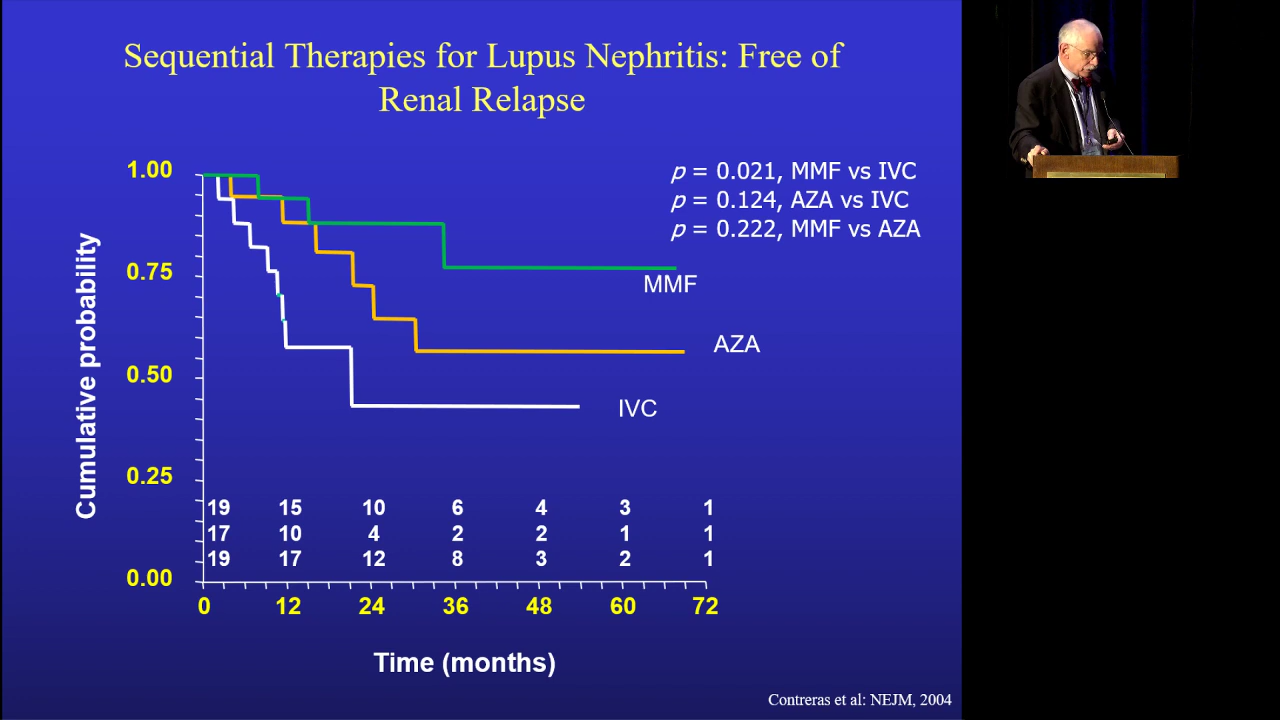 Sequential Therapies for Lupus Nephritis: Free of
Renal Relapse
p = 0.021, MMF vs IVC
p = 0.124, AZA vs IVC
p = 0.222, MMF vs AZA
Cumulative probability
1.00
0.75
0.50
0.25
0.00
MMF
AZA
IVC
19 15 10 6 4 3 1
17 10 4 2 2 1 1
19 17 12 8 3 2 1
0 12 24 36 48 60 72
Time (months)
Contreras et al: NEJM, 2004